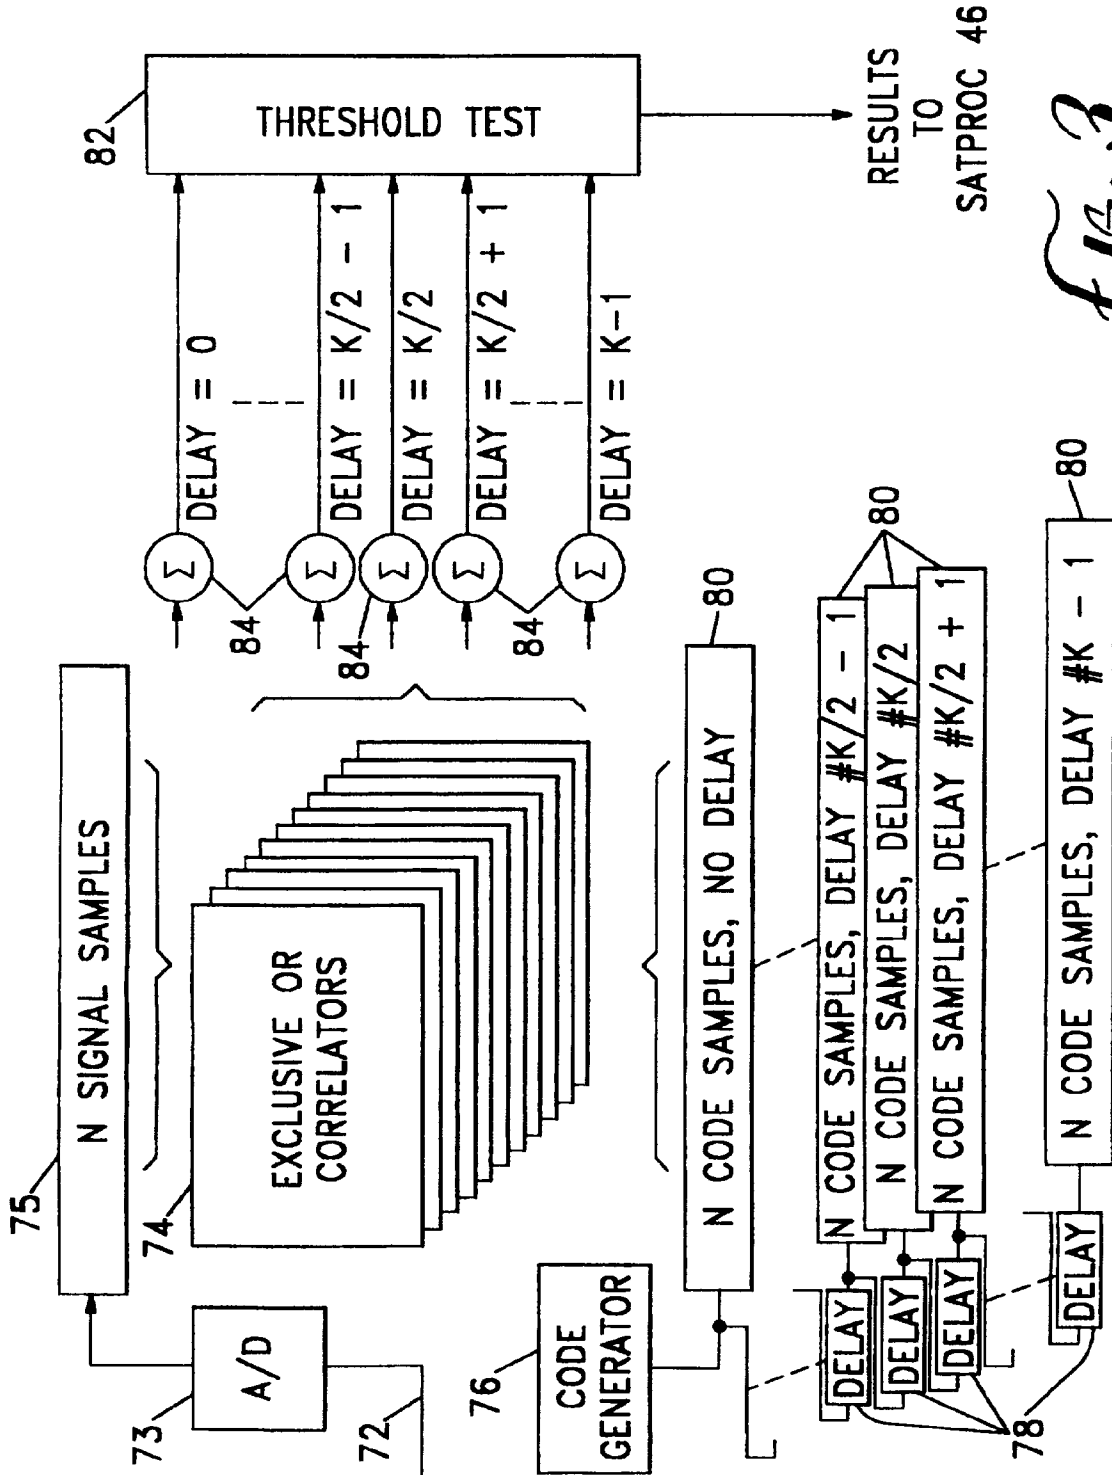 72
73
A/D
75
N SIGNAL SAMPLES
74
EXCLUSIVE OR
CORRELATORS
84
84
84
Σ
Σ
Σ
Σ
Σ
DELAY = 0
DELAY = K/2 - 1
DELAY = K/2
DELAY = K/2 + 1
DELAY = K-1
82
THRESHOLD TEST
RESULTS
TO
SATPROC 46
76
CODE
GENERATOR
N CODE SAMPLES, NO DELAY
80
DELAY
N CODE SAMPLES, DELAY #K/2 - 1
DELAY
N CODE SAMPLES, DELAY #K/2
DELAY
N CODE SAMPLES, DELAY #K/2 + 1
80
78
DELAY
N CODE SAMPLES, DELAY #K - 1
80
FIG. 3